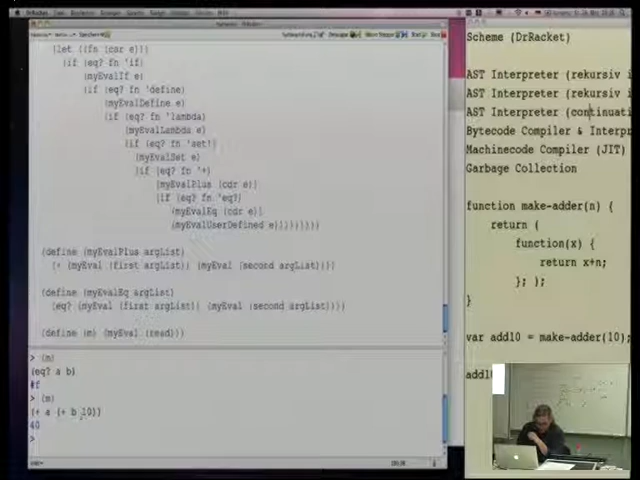 (let ((fn (car e)))
(if (eq? fn 'if)
(myEvalIf e)
(if (eq? fn 'define)
(myEvalDefine e)
(if (eq? fn 'lambda)
(myEvalLambda e)
(if (eq? fn 'set!)
(myEvalSet e)
(if (eq? fn '+)
(myEvalPlus (cdr e))
(if (eq? fn 'eq?)
(myEvalEq (cdr e))
(myEvalUserDefined e)))))))))
(define (myEvalPlus argList)
(+ (myEval (first argList)) (myEval (second argList))))
(define (myEvalEq argList)
(eq? (myEval (first argList)) (myEval (second argList))))
(define (m) (myEval (read)))
> (m)
(eq? a b)
#f
> (m)
(+ a (+ b 10))
40
>
Scheme (DrRacket)
AST Interpreter (rekursiv i
AST Interpreter (rekursiv i
AST Interpreter (continuati
Bytecode Compiler & Interpr
Machinecode Compiler (JIT)
Garbage Collection
function make-adder(n) {
return (
function(x) {
return x+n;
}; );
}
var add10 = make-adder(10);
add1